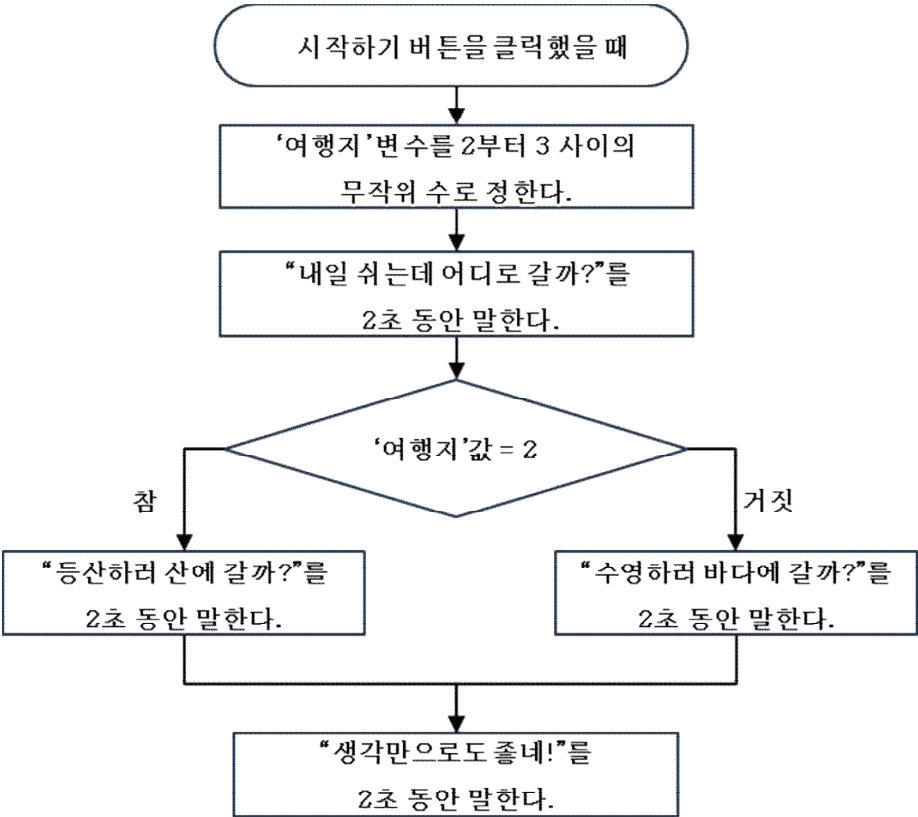 시작하기 버튼을 클릭했을 때
‘여행지’변수를 2부터 3 사이의
무작위 수로 정한다.
“내일 쉬는데 어디로 갈까?”를
2초 동안 말한다.
‘여행지’값 = 2
참
거짓
“등산하러 산에 갈까?”를
2초 동안 말한다.
“수영하러 바다에 갈까?”를
2초 동안 말한다.
“생각만으로도 좋네!”를
2초 동안 말한다.